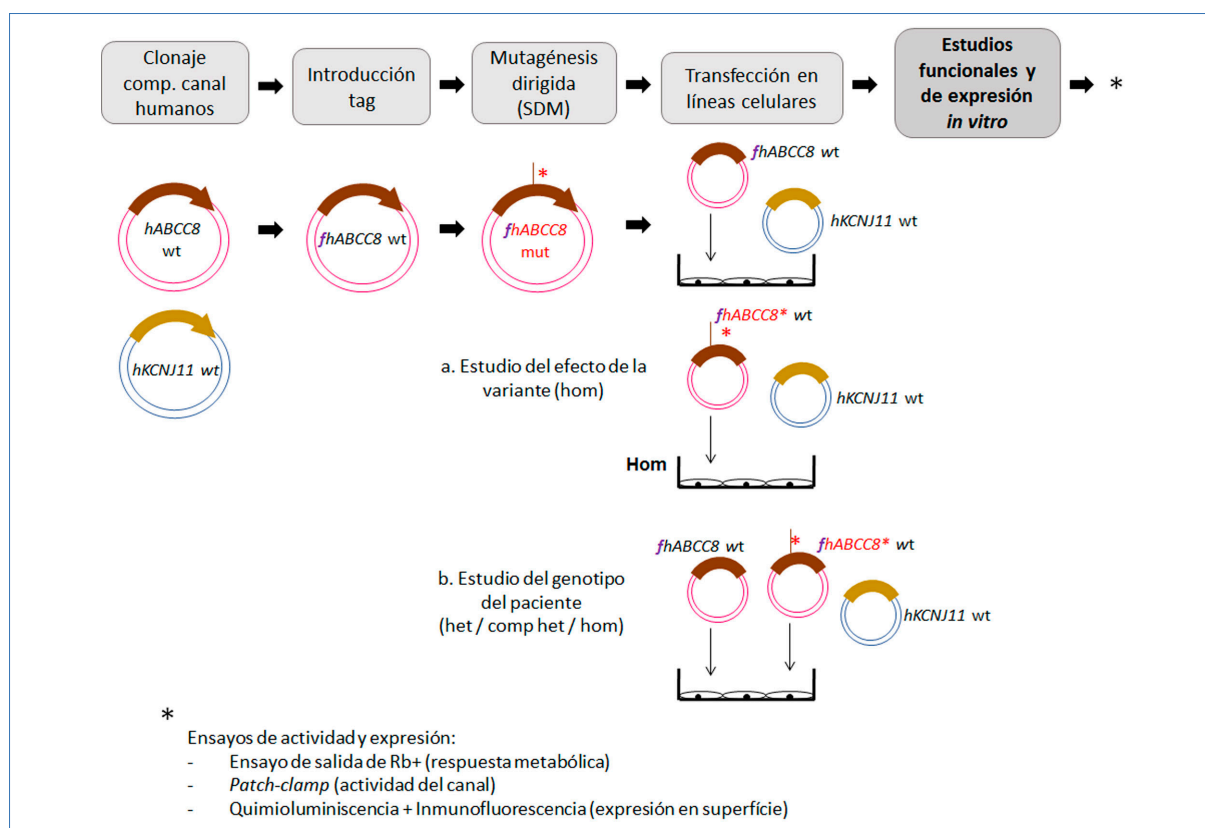 Clonaje
comp. canal
humanos
Introducción
tag
Mutagénesis
dirigida
(SDM)
Transfección en
líneas celulares
Estudios
funcionales y
de expresión
in vitro
*
hABCC8
wt
fhABCC8 wt
*
fhABCC8
mut
fhABCC8 wt
hKCNJ11 wt
hKCNJ11 wt
a. Estudio del efecto de la
variante (hom)
fhABCC8* wt
*
hKCNJ11 wt
Hom
b. Estudio del genotipo
del paciente
(het / comp het / hom)
fhABCC8 wt
*
fhABCC8* wt
hKCNJ11 wt
*
Ensayos de actividad y expresión:
- Ensayo de salida de Rb+ (respuesta metabólica)
- Patch-clamp (actividad del canal)
- Quimioluminiscencia + Inmunofluorescencia (expresión en superfície)